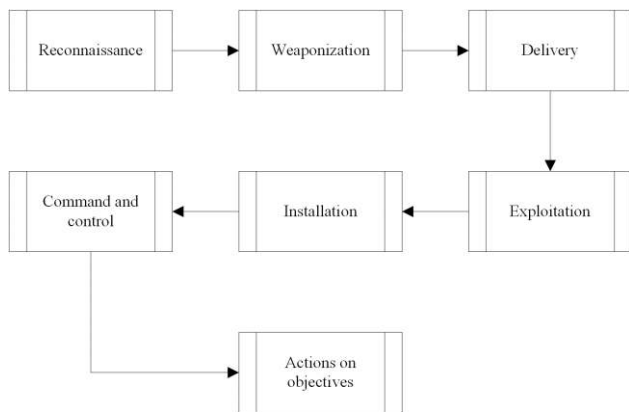 Reconnaissance
Weaponization
Delivery
Exploitation
Installation
Command and
control
Actions on
objectives